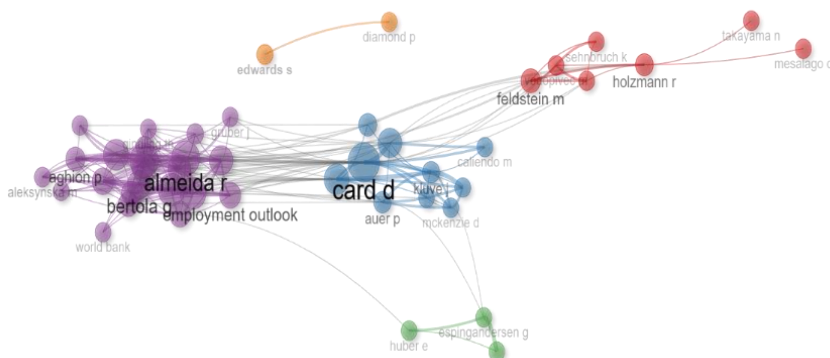 diamond p
edwards s
takayama n
sehnbruch k
mesalago c
holzmann r
feldstein m
gruber j
caliendo m
aghion p
almeida r
card d
kluve j
aleksynska m
bertola g
employment outlook
auer p
mckenzie d
world bank
espingandersen g
huber e